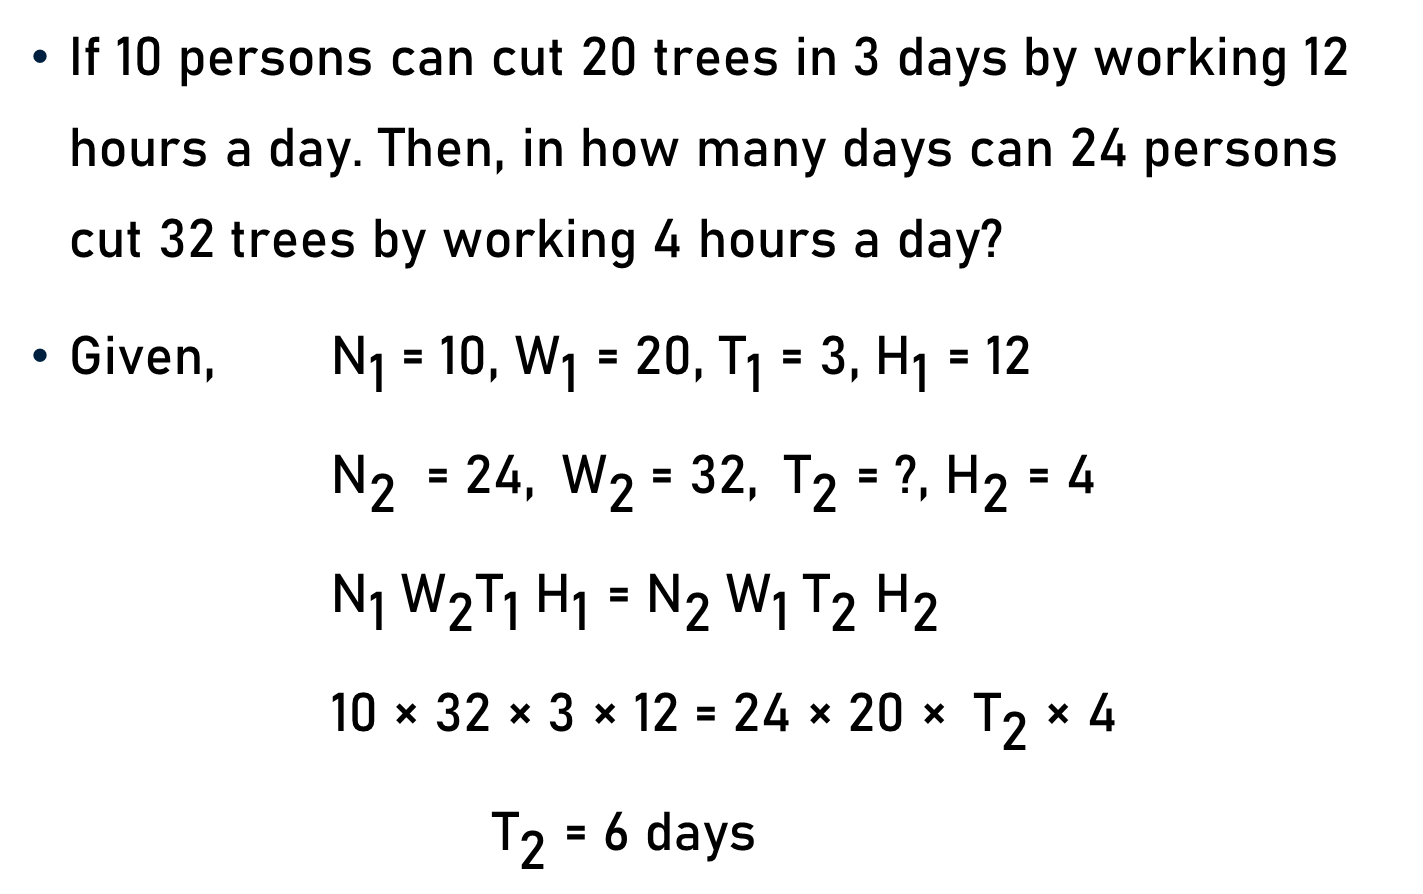 • If 10 persons can cut 20 trees in 3 days by working 12
hours a day. Then, in how many days can 24 persons
cut 32 trees by working 4 hours a day?
• Given, N₁ = 10, W₁ = 20, T₁ = 3, H₁ = 12
N₂ = 24, W₂ = 32, T₂ = ?, H₂ = 4
N₁ W₂T₁ H₁ = N₂ W₁ T₂ H₂
10 × 32 × 3 × 12 = 24 × 20 × T₂ × 4
T₂ = 6 days